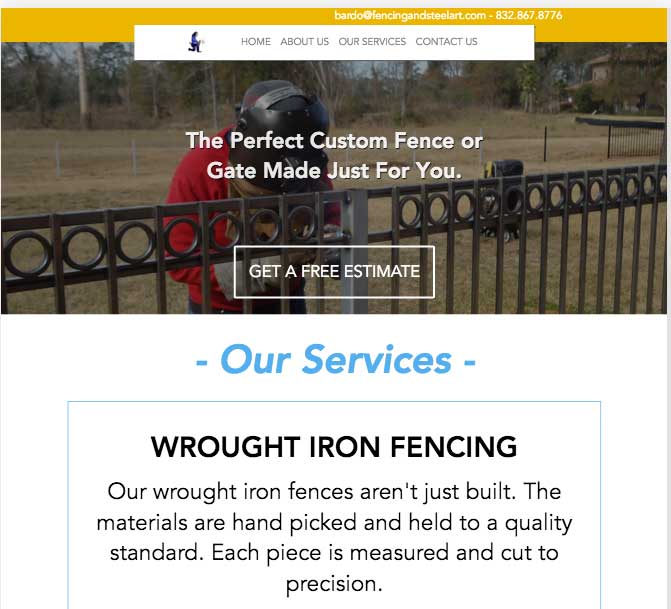 bardo@fencingandsteelart.com - 832.867.8776
HOME ABOUT US OUR SERVICES CONTACT US
The Perfect Custom Fence or
Gate Made Just For You.
GET A FREE ESTIMATE
- Our Services -
WROUGHT IRON FENCING
Our wrought iron fences aren't just built. The
materials are hand picked and held to a quality
standard. Each piece is measured and cut to
precision.